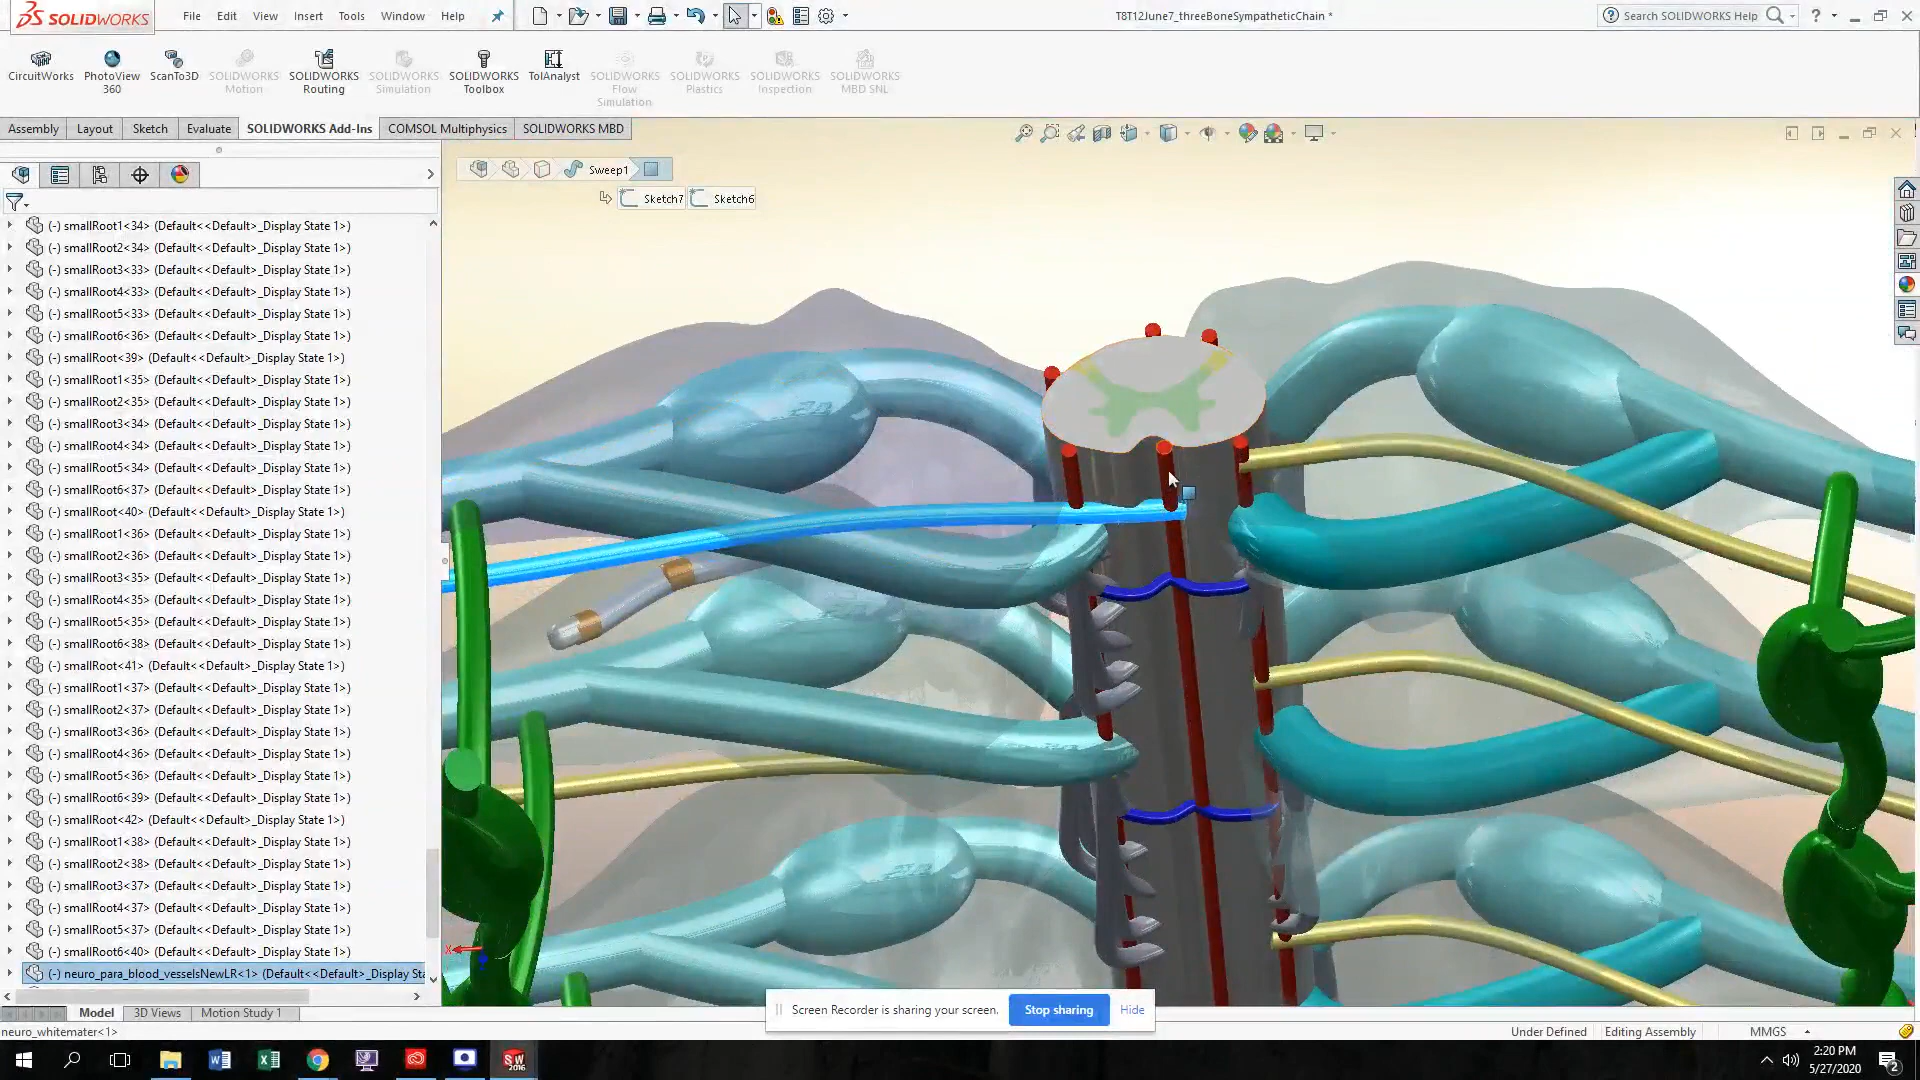 SOLIDWORKS
File Edit View Insert Tools Window Help
T8T12June7_threeBoneSympatheticChain *
Search SOLIDWORKS Help
CircuitWorks
PhotoView 360
ScanTo3D
SOLIDWORKS Motion
SOLIDWORKS Routing
SOLIDWORKS Simulation
SOLIDWORKS Toolbox
TolAnalyst
SOLIDWORKS Flow Simulation
SOLIDWORKS Plastics
SOLIDWORKS Inspection
SOLIDWORKS MBD SNL
Assembly Layout Sketch Evaluate SOLIDWORKS Add-Ins COMSOL Multiphysics SOLIDWORKS MBD
Sweep1
Sketch7 Sketch6
(-) smallRoot1<34> (Default<<Default>_Display State 1>)
(-) smallRoot2<34> (Default<<Default>_Display State 1>)
(-) smallRoot3<33> (Default<<Default>_Display State 1>)
(-) smallRoot4<33> (Default<<Default>_Display State 1>)
(-) smallRoot5<33> (Default<<Default>_Display State 1>)
(-) smallRoot6<36> (Default<<Default>_Display State 1>)
(-) smallRoot<39> (Default<<Default>_Display State 1>)
(-) smallRoot1<35> (Default<<Default>_Display State 1>)
(-) smallRoot2<35> (Default<<Default>_Display State 1>)
(-) smallRoot3<34> (Default<<Default>_Display State 1>)
(-) smallRoot4<34> (Default<<Default>_Display State 1>)
(-) smallRoot5<34> (Default<<Default>_Display State 1>)
(-) smallRoot6<37> (Default<<Default>_Display State 1>)
(-) smallRoot<40> (Default<<Default>_Display State 1>)
(-) smallRoot1<36> (Default<<Default>_Display State 1>)
(-) smallRoot2<36> (Default<<Default>_Display State 1>)
(-) smallRoot3<35> (Default<<Default>_Display State 1>)
(-) smallRoot4<35> (Default<<Default>_Display State 1>)
(-) smallRoot5<35> (Default<<Default>_Display State 1>)
(-) smallRoot6<38> (Default<<Default>_Display State 1>)
(-) smallRoot<41> (Default<<Default>_Display State 1>)
(-) smallRoot1<37> (Default<<Default>_Display State 1>)
(-) smallRoot2<37> (Default<<Default>_Display State 1>)
(-) smallRoot3<36> (Default<<Default>_Display State 1>)
(-) smallRoot4<36> (Default<<Default>_Display State 1>)
(-) smallRoot5<36> (Default<<Default>_Display State 1>)
(-) smallRoot6<39> (Default<<Default>_Display State 1>)
(-) smallRoot<42> (Default<<Default>_Display State 1>)
(-) smallRoot1<38> (Default<<Default>_Display State 1>)
(-) smallRoot2<38> (Default<<Default>_Display State 1>)
(-) smallRoot3<37> (Default<<Default>_Display State 1>)
(-) smallRoot4<37> (Default<<Default>_Display State 1>)
(-) smallRoot5<37> (Default<<Default>_Display State 1>)
(-) smallRoot6<40> (Default<<Default>_Display State 1>)
(-) neuro_para_blood_vesselsNewLR<1> (Default<<Default>_Display Sta
X
Model 3D Views Motion Study 1
Screen Recorder is sharing your screen. Stop sharing Hide
neuro_whitemater<1>
Under Defined Editing Assembly MMGS
SW 2016
2:20 PM
5/27/2020
2